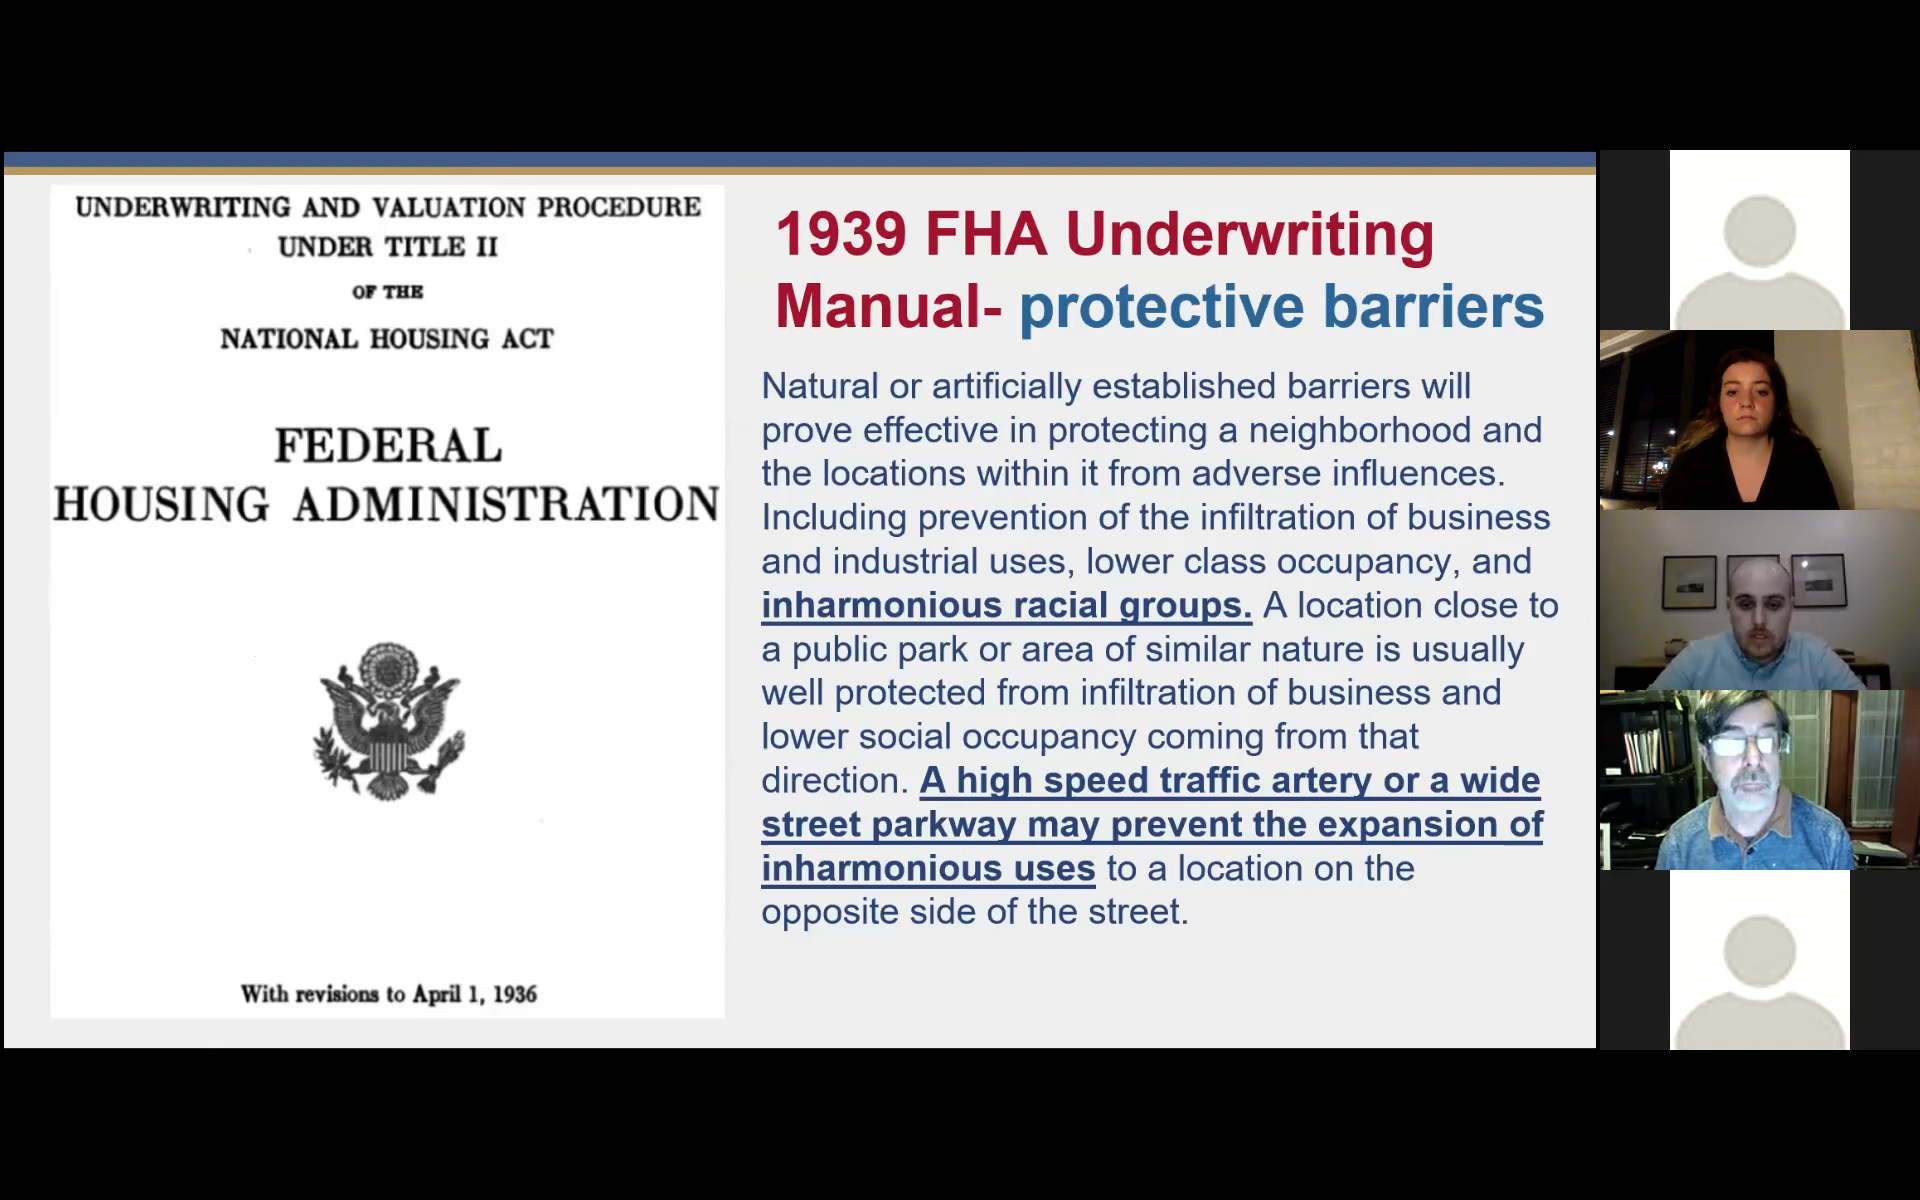 UNDERWRITING AND VALUATION PROCEDURE
UNDER TITLE II
OF THE
NATIONAL HOUSING ACT
FEDERAL
HOUSING ADMINISTRATION
With revisions to April 1, 1936
1939 FHA Underwriting
Manual- protective barriers
Natural or artificially established barriers will
prove effective in protecting a neighborhood and
the locations within it from adverse influences.
Including prevention of the infiltration of business
and industrial uses, lower class occupancy, and
inharmonious racial groups. A location close to
a public park or area of similar nature is usually
well protected from infiltration of business and
lower social occupancy coming from that
direction. A high speed traffic artery or a wide
street parkway may prevent the expansion of
inharmonious uses to a location on the
opposite side of the street.